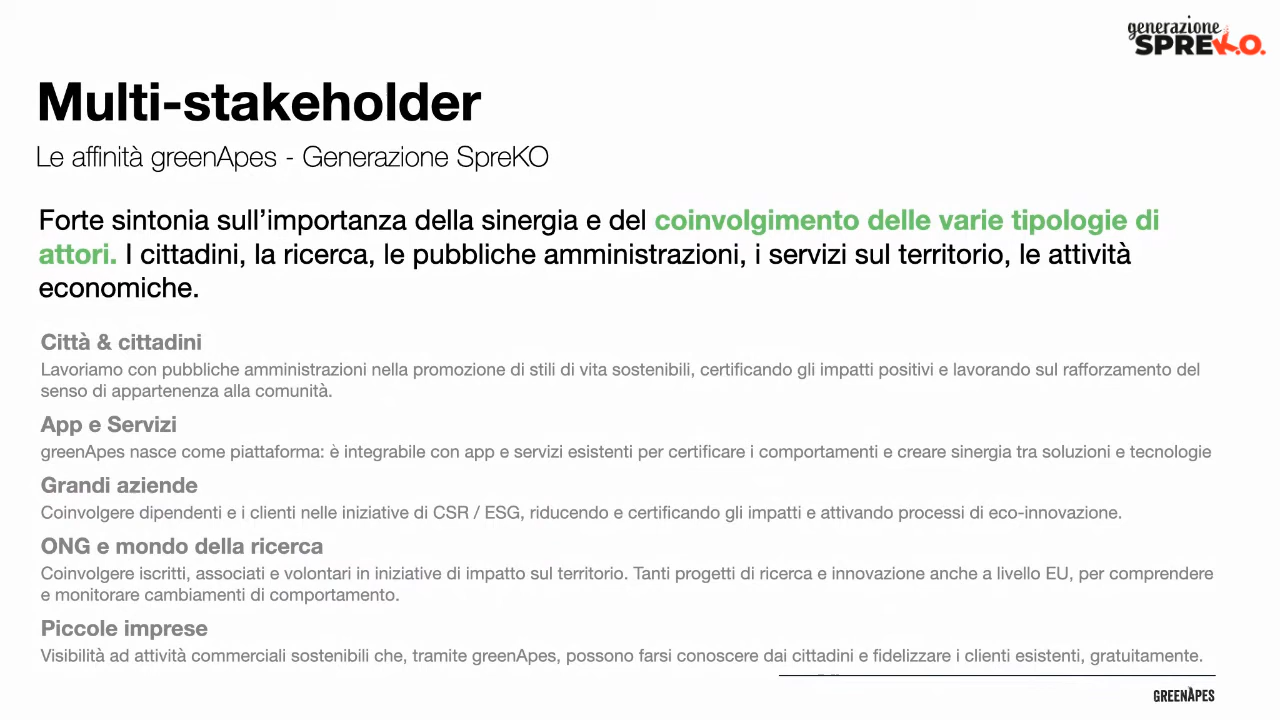 generazione
SPREK.O.
Multi-stakeholder
Le affinità greenApes - Generazione SpreKO
Forte sintonia sull’importanza della sinergia e del coinvolgimento delle varie tipologie di
attori. I cittadini, la ricerca, le pubbliche amministrazioni, i servizi sul territorio, le attività
economiche.
Città & cittadini
Lavoriamo con pubbliche amministrazioni nella promozione di stili di vita sostenibili, certificando gli impatti positivi e lavorando sul rafforzamento del
senso di appartenenza alla comunità.
App e Servizi
greenApes nasce come piattaforma: è integrabile con app e servizi esistenti per certificare i comportamenti e creare sinergia tra soluzioni e tecnologie
Grandi aziende
Coinvolgere dipendenti e i clienti nelle iniziative di CSR / ESG, riducendo e certificando gli impatti e attivando processi di eco-innovazione.
ONG e mondo della ricerca
Coinvolgere iscritti, associati e volontari in iniziative di impatto sul territorio. Tanti progetti di ricerca e innovazione anche a livello EU, per comprendere
e monitorare cambiamenti di comportamento.
Piccole imprese
Visibilità ad attività commerciali sostenibili che, tramite greenApes, possono farsi conoscere dai cittadini e fidelizzare i clienti esistenti, gratuitamente.
GREENAPES